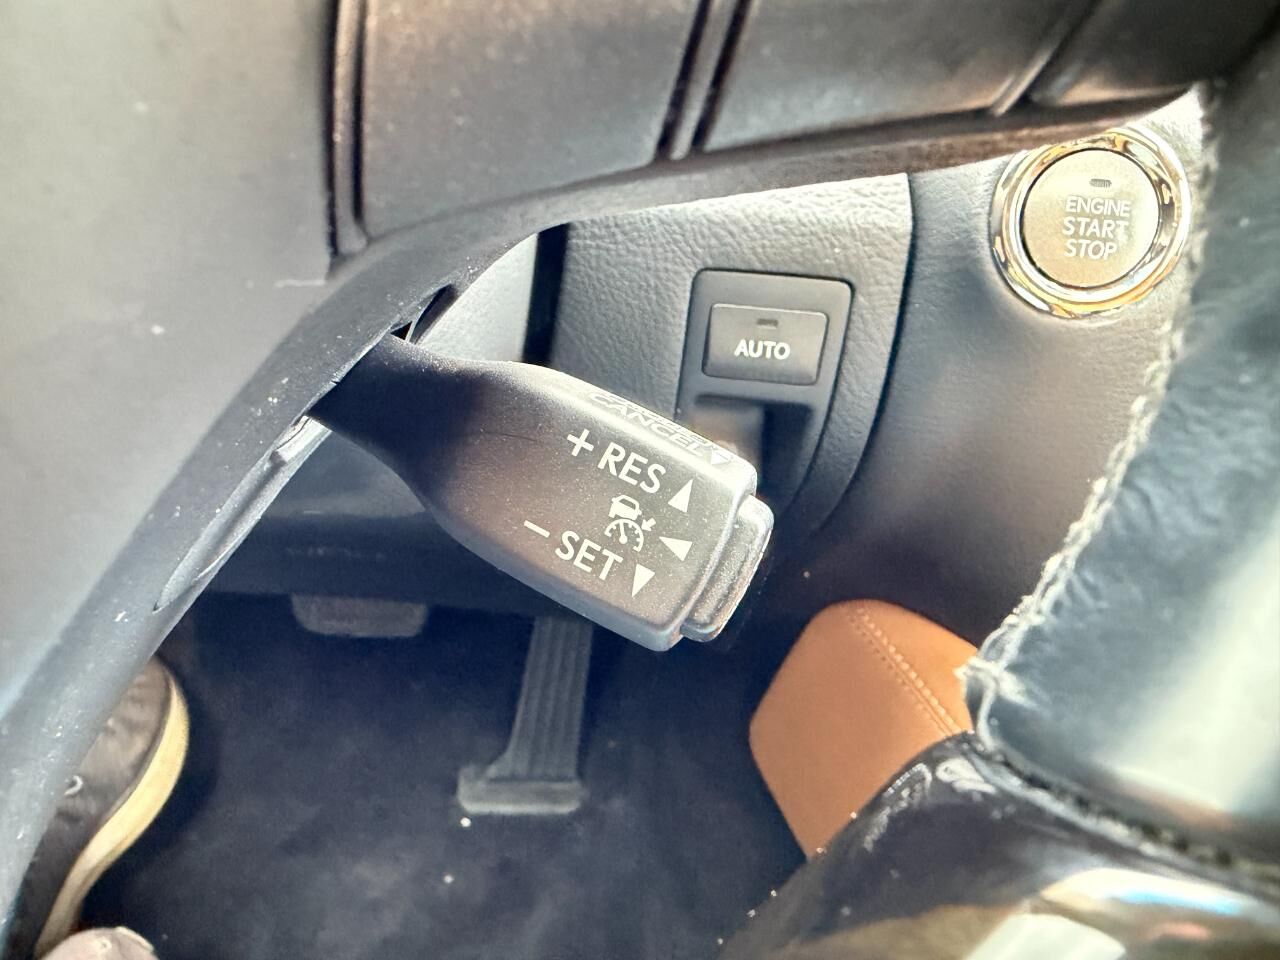 ENGINE
START
STOP
AUTO
CANCEL
+ RES
− SET